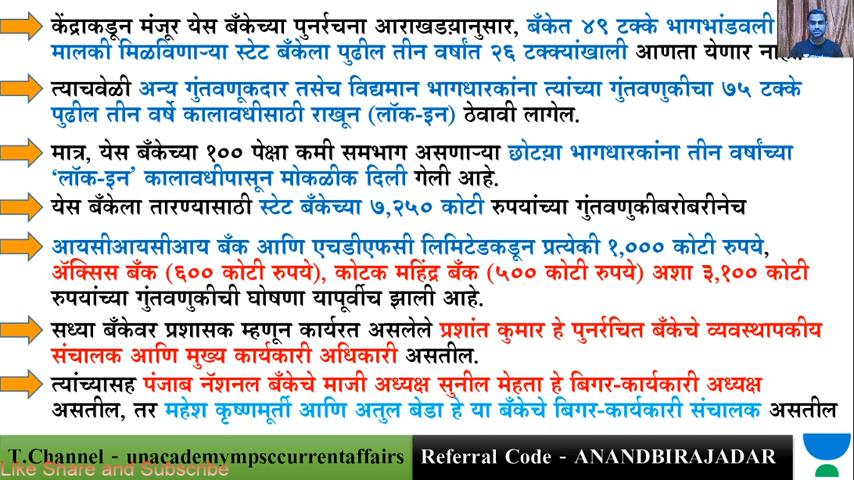 केंद्राकडून मंजूर येस बँकेच्या पुनर्रचना आराखडय़ानुसार, बँकेत ४९ टक्के भागभांडवली
मालकी मिळविणाऱ्या स्टेट बँकेला पुढील तीन वर्षांत २६ टक्क्यांखाली आणता येणार
त्याचवेळी अन्य गुंतवणूकदार तसेच विद्यमान भागधारकांना त्यांच्या गुंतवणुकीचा ७५ टक्के
पुढील तीन वर्षे कालावधीसाठी राखून (लॉक-इन) ठेवावी लागेल.
मात्र, येस बँकेच्या १०० पेक्षा कमी समभाग असणाऱ्या छोटय़ा भागधारकांना तीन वर्षांच्या
‘लॉक-इन’ कालावधीपासून मोकळीक दिली गेली आहे.
येस बँकेला तारण्यासाठी स्टेट बँकेच्या ७,२५० कोटी रुपयांच्या गुंतवणुकीबरोबरीनेच
आयसीआयसीआय बँक आणि एचडीएफसी लिमिटेडकडून प्रत्येकी १,००० कोटी रुपये,
अ‍ॅक्सिस बँक (६०० कोटी रुपये), कोटक महिंद्र बँक (५०० कोटी रुपये) अशा ३,१०० कोटी
रुपयांच्या गुंतवणुकीची घोषणा यापूर्वीच झाली आहे.
सध्या बँकेवर प्रशासक म्हणून कार्यरत असलेले प्रशांत कुमार हे पुनर्रचित बँकेचे व्यवस्थापकीय
संचालक आणि मुख्य कार्यकारी अधिकारी असतील.
त्यांच्यासह पंजाब नॅशनल बँकेचे माजी अध्यक्ष सुनील मेहता हे बिगर-कार्यकारी अध्यक्ष
असतील, तर महेश कृष्णमूर्ती आणि अतुल बेडा हे या बँकेचे बिगर-कार्यकारी संचालक असतील
T.Channel - unacademympsccurrentaffairs
Referral Code - ANANDBIRAJADAR
Like Share and Subscribe